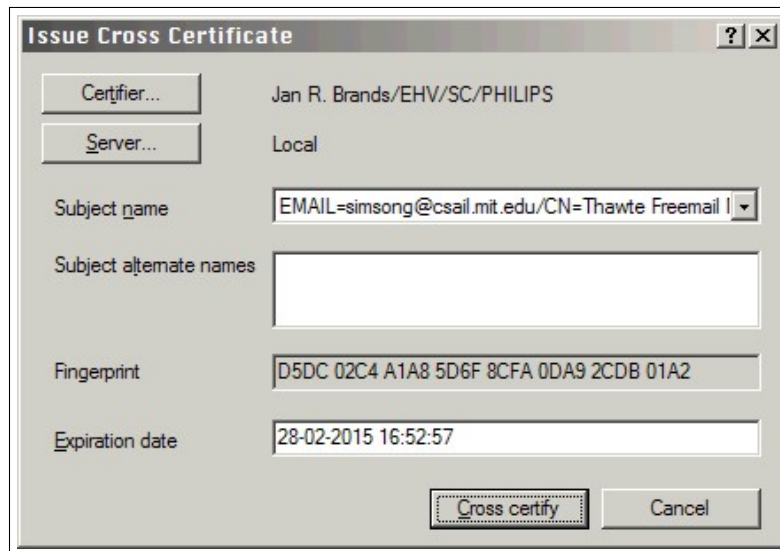 Issue Cross Certificate
Certifier... Jan R. Brands/EHV/SC/PHILIPS
Server... Local
Subject name EMAIL=simsong@csail.mit.edu/CN=Thawte Freemail
Subject alternate names
Fingerprint D5DC 02C4 A1A8 5D6F 8CFA 0DA9 2CDB 01A2
Expiration date 28-02-2015 16:52:57
Cross certify Cancel